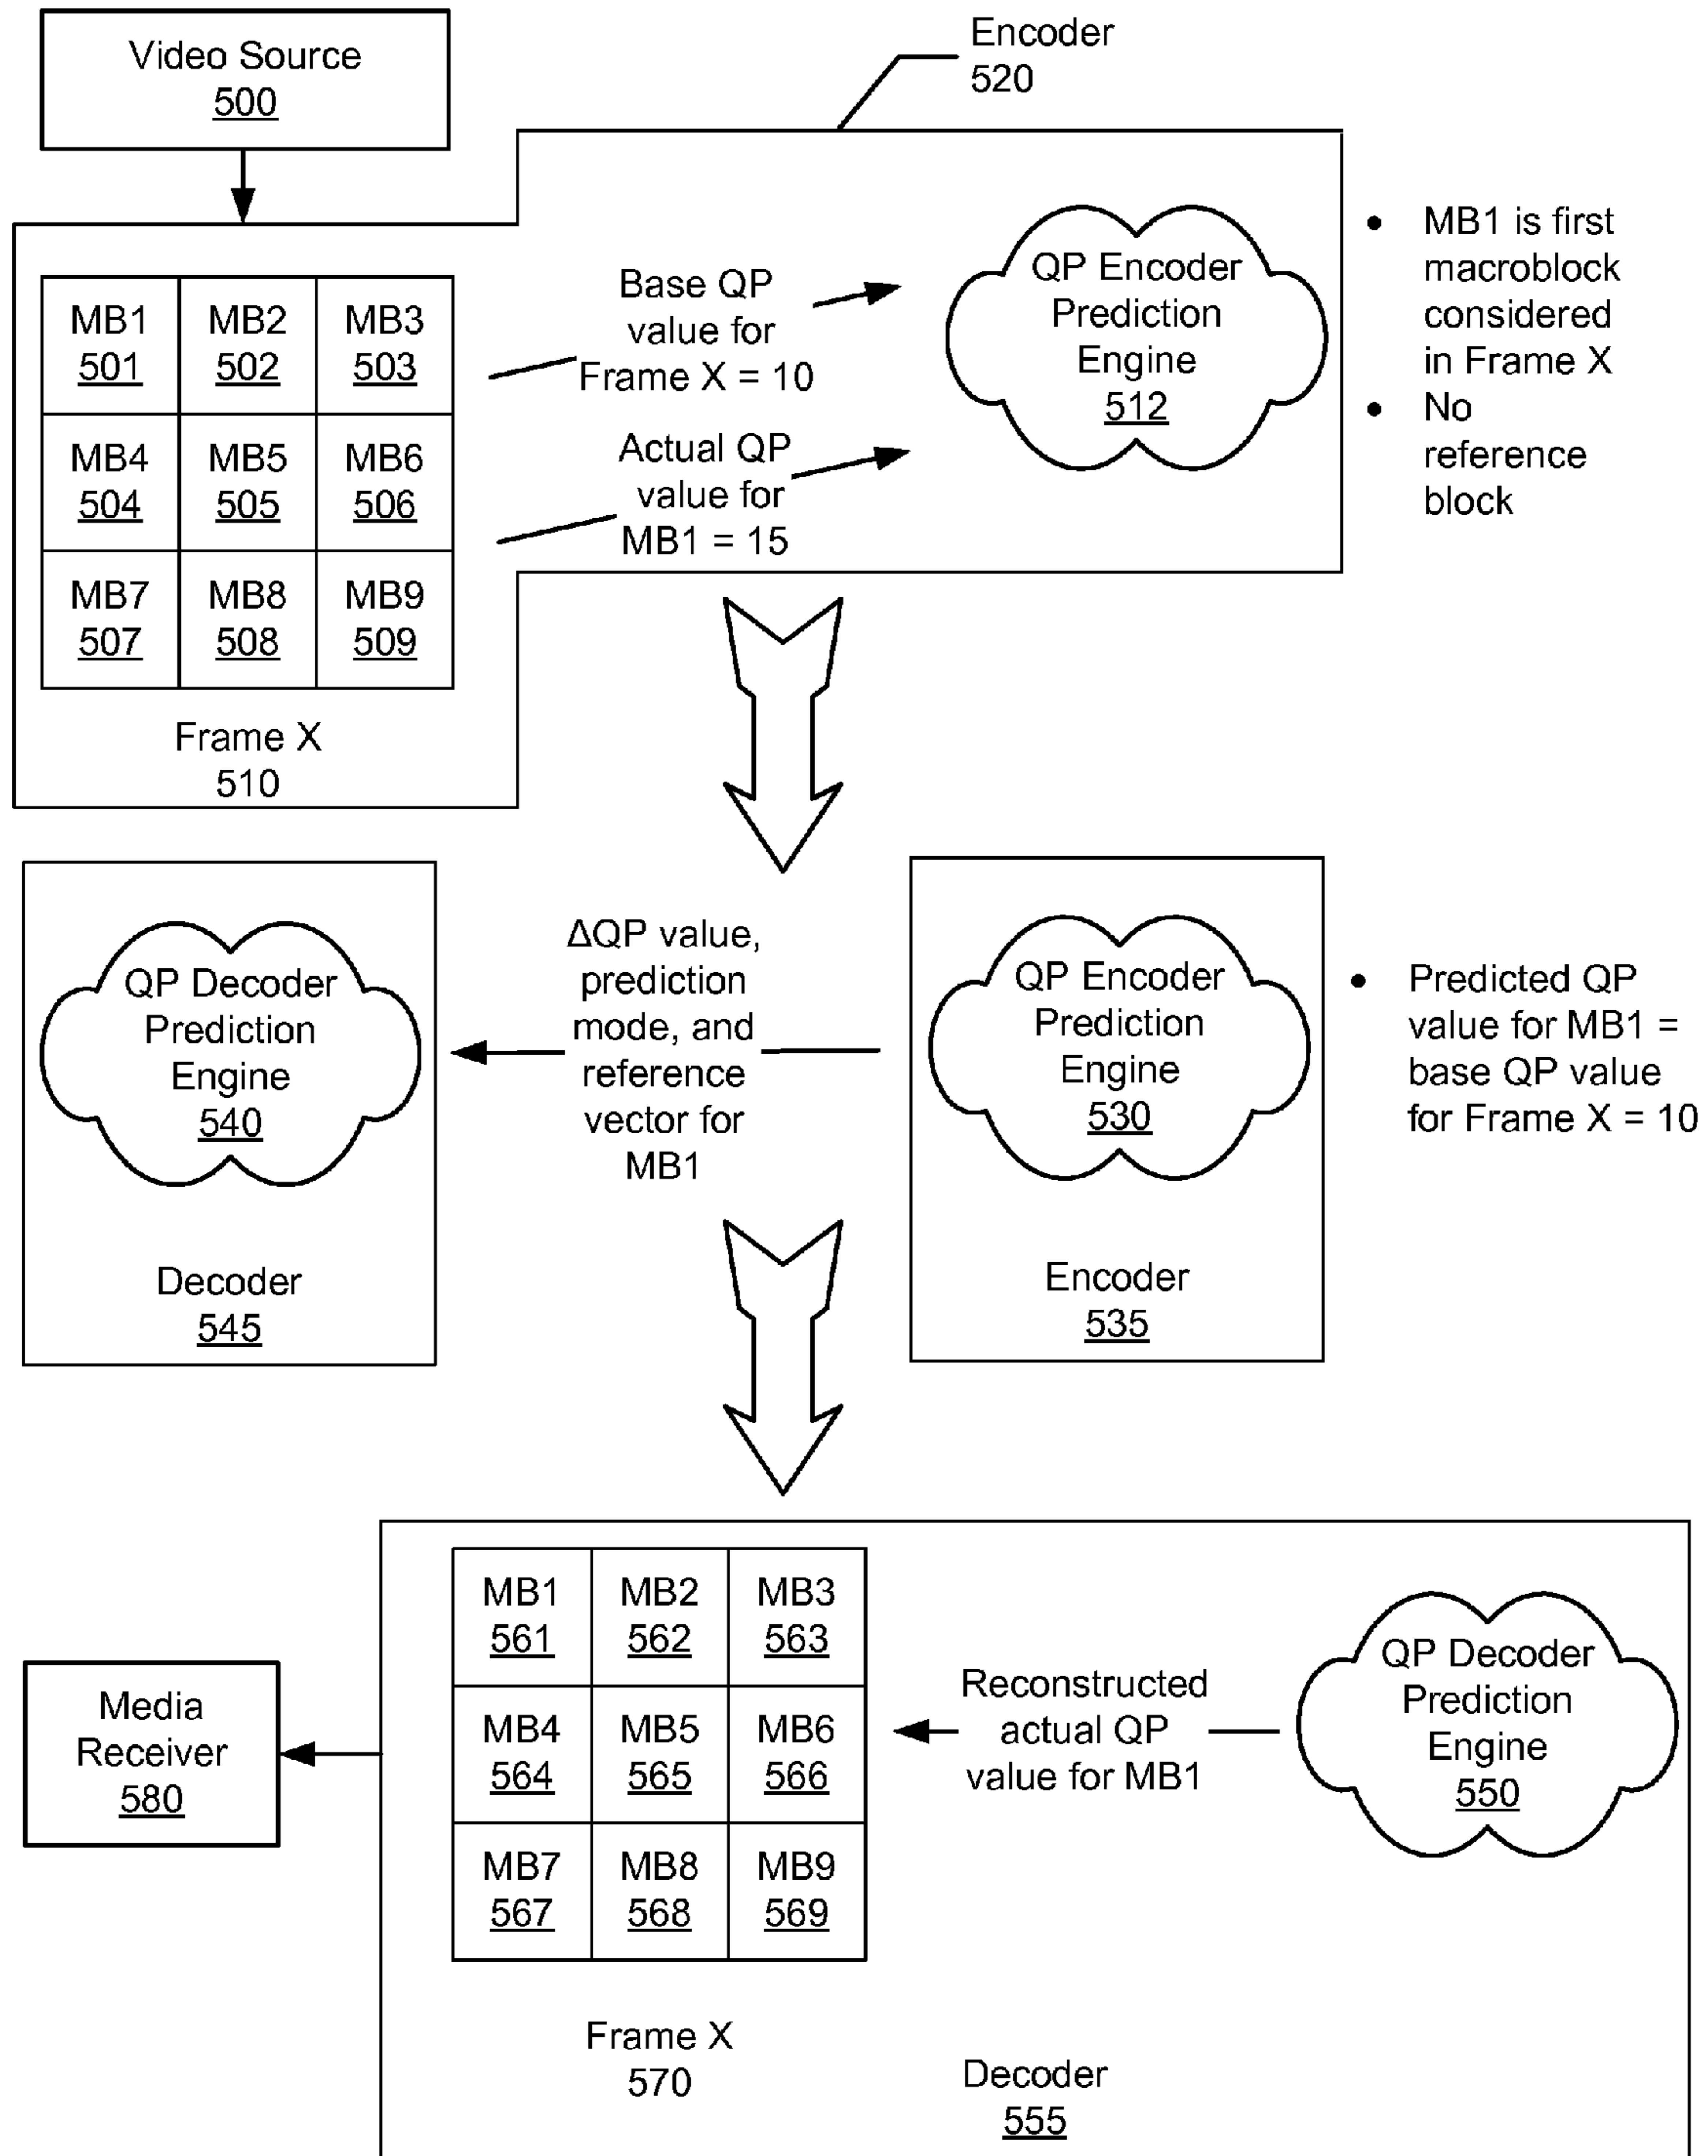 Video Source
500
Encoder
520
MB1
501
MB2
502
MB3
503
MB4
504
MB5
505
MB6
506
MB7
507
MB8
508
MB9
509
Frame X
510
Base QP
value for
Frame X = 10
Actual QP
value for
MB1 = 15
QP Encoder
Prediction
Engine
512
• MB1 is first
macroblock
considered
in Frame X
• No
reference
block
QP Decoder
Prediction
Engine
540
Decoder
545
ΔQP value,
prediction
mode, and
reference
vector for
MB1
QP Encoder
Prediction
Engine
530
Encoder
535
• Predicted QP
value for MB1 =
base QP value
for Frame X = 10
Media
Receiver
580
MB1
561
MB2
562
MB3
563
MB4
564
MB5
565
MB6
566
MB7
567
MB8
568
MB9
569
Frame X
570
Reconstructed
actual QP
value for MB1
QP Decoder
Prediction
Engine
550
Decoder
555